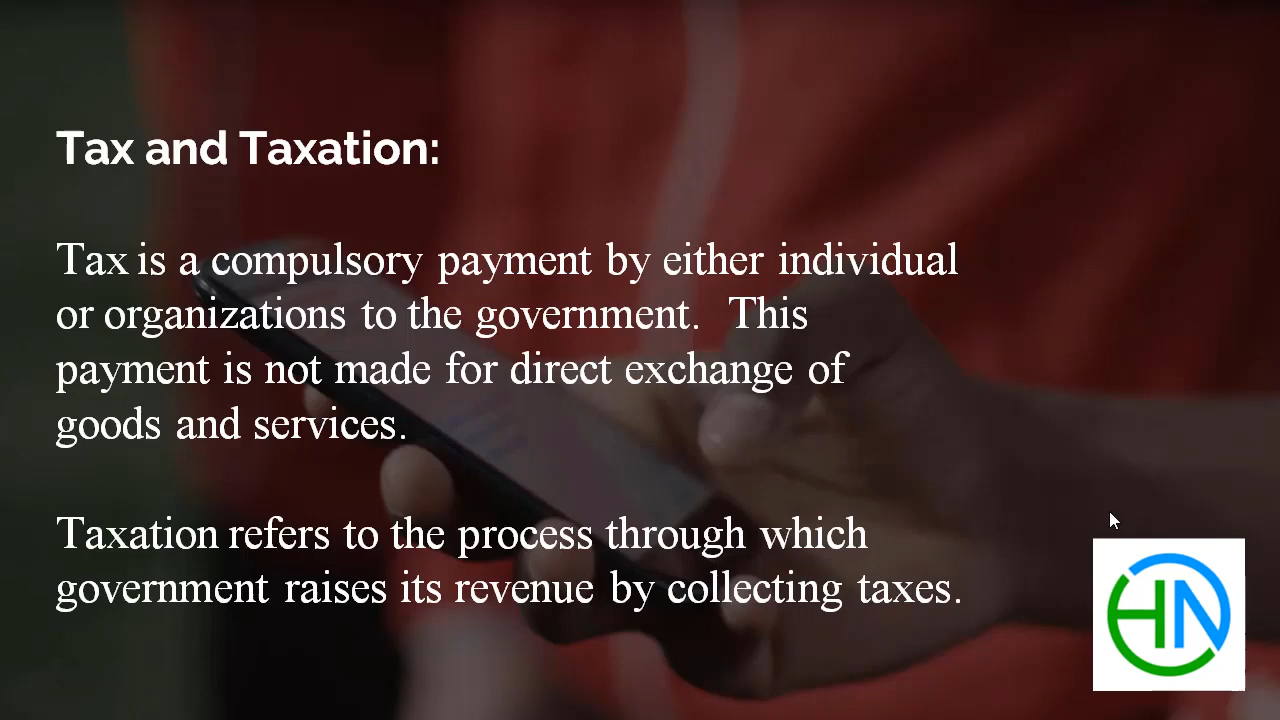 Tax and Taxation:
Tax is a compulsory payment by either individual
or organizations to the government.  This
payment is not made for direct exchange of
goods and services.
Taxation refers to the process through which
government raises its revenue by collecting taxes.
HN